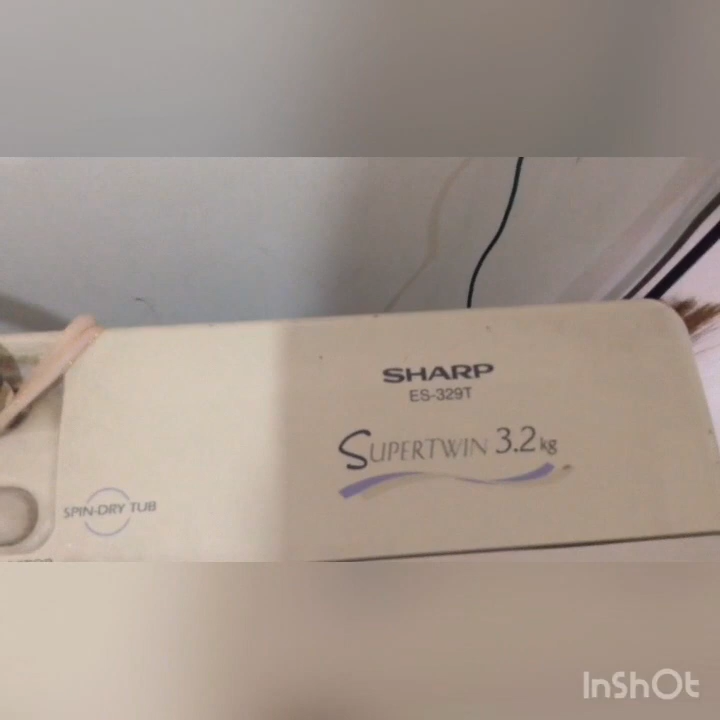 SHARP
ES-329T
SUPERTWIN 3.2kg
SPIN-DRY TUB
InShOt